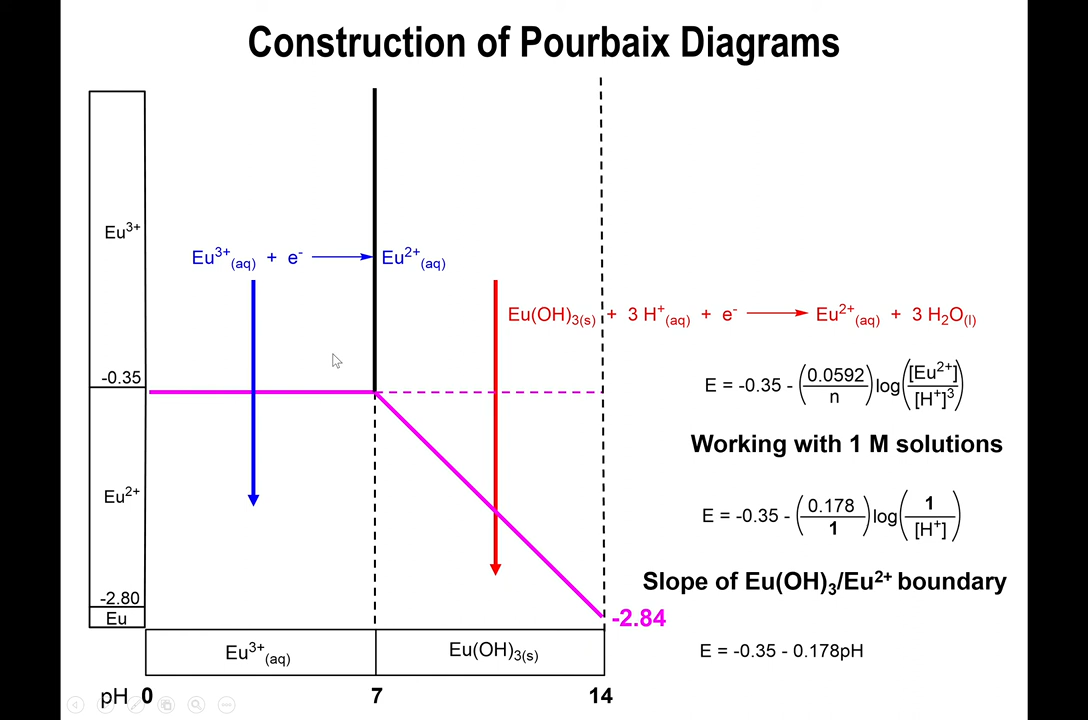 Construction of Pourbaix Diagrams
Eu³⁺
Eu³⁺(aq) + e⁻ ⟶ Eu²⁺(aq)
Eu(OH)₃(s) + 3 H⁺(aq) + e⁻ ⟶ Eu²⁺(aq) + 3 H₂O(l)
-0.35
E = -0.35 - (0.0592/n) log([Eu²⁺]/[H⁺]³)
Working with 1 M solutions
Eu²⁺
E = -0.35 - (0.178/1) log(1/[H⁺])
Slope of Eu(OH)₃/Eu²⁺ boundary
-2.80
Eu
-2.84
Eu³⁺(aq)
Eu(OH)₃(s)
E = -0.35 - 0.178pH
pH 0 7 14